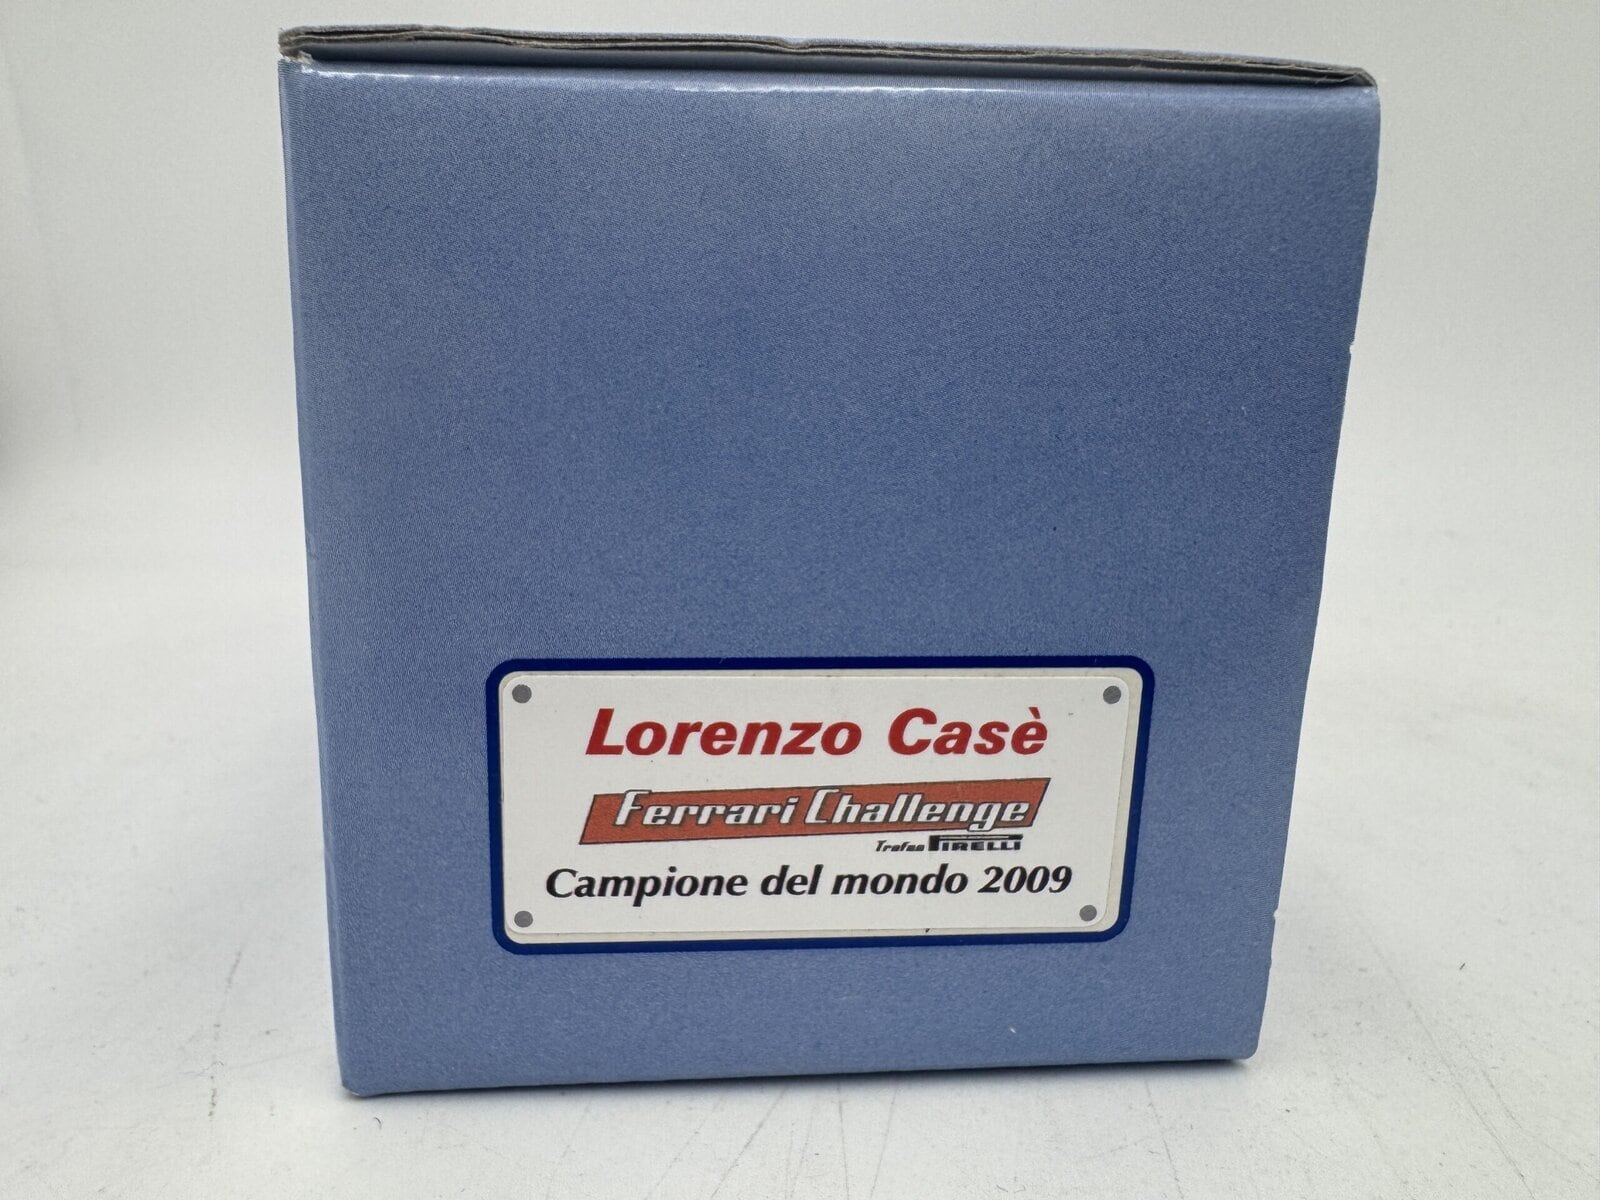 Lorenzo Casè
Ferrari Challenge
Trofeo PIRELLI
Campione del mondo 2009